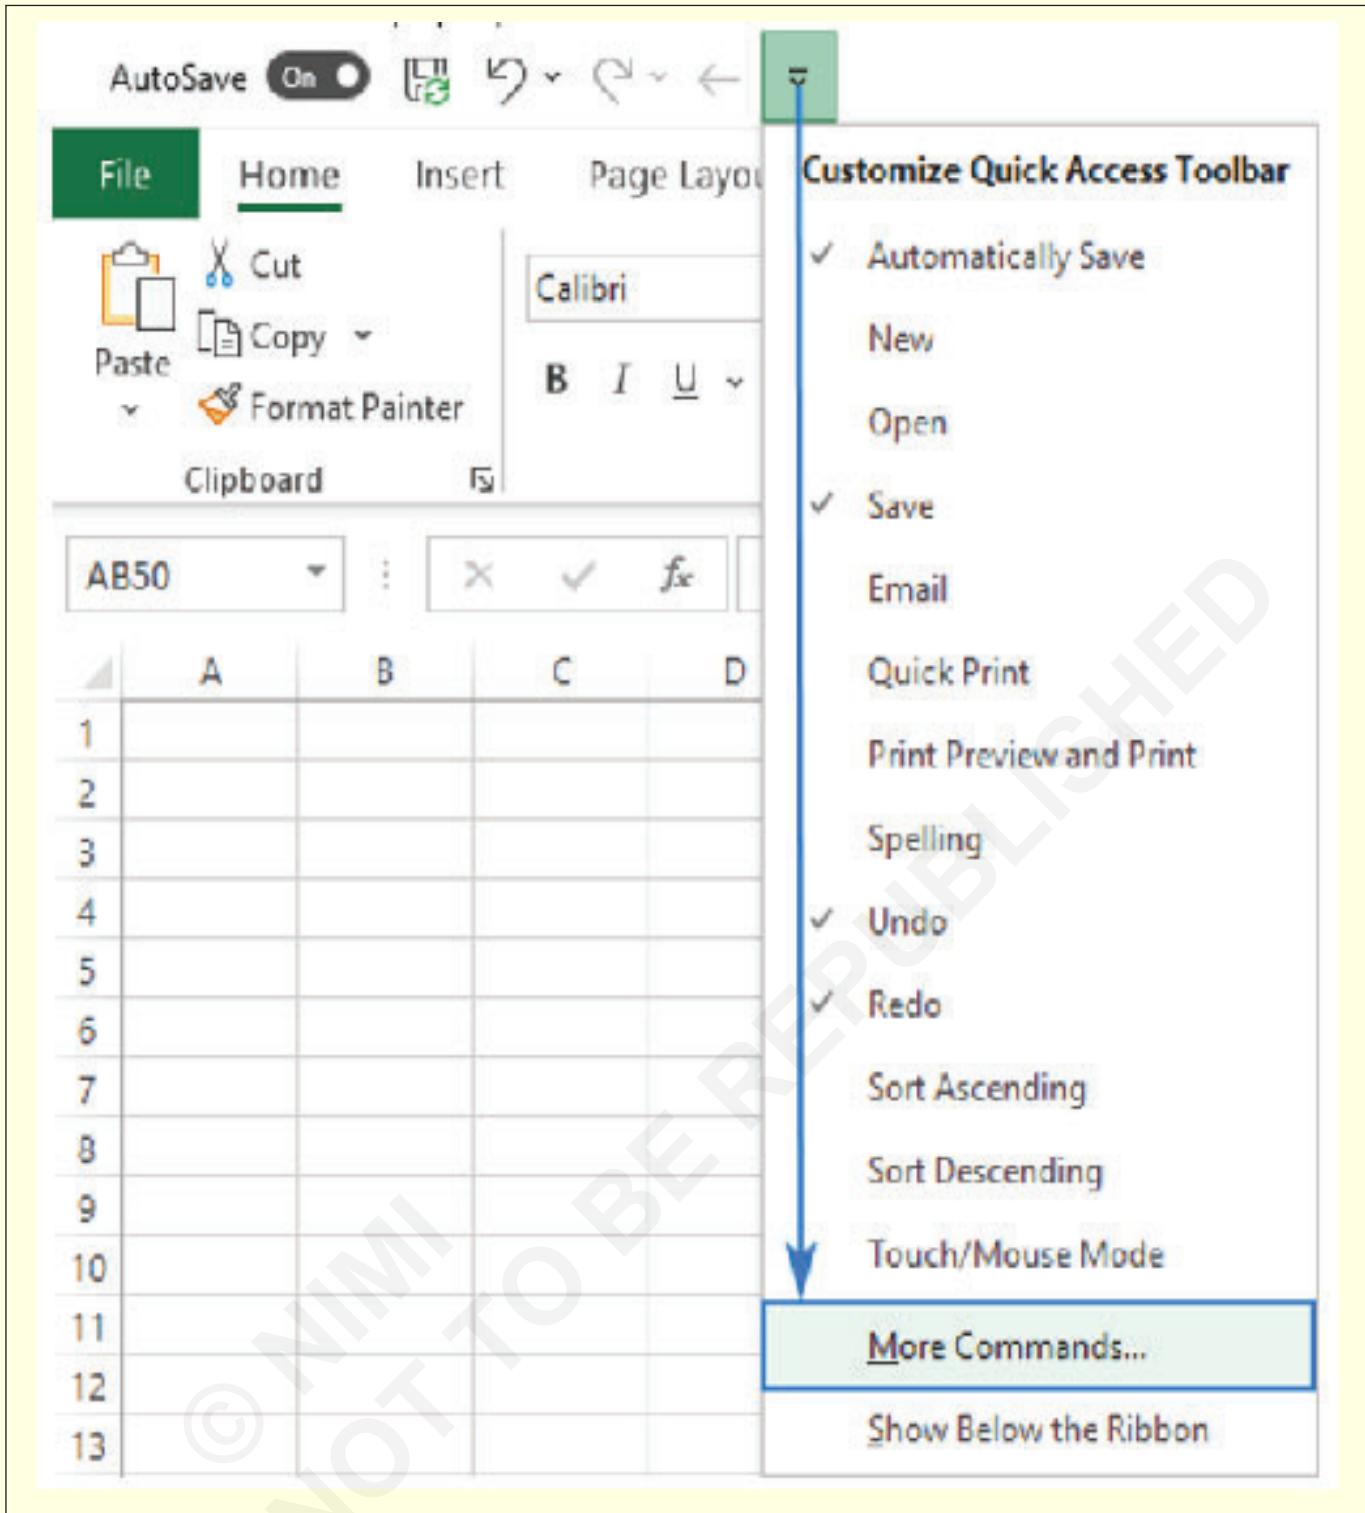 AutoSave On
File Home Insert Page Layou
Cut
Copy
Paste
Format Painter
Clipboard
Calibri
B I U
AB50
fx
A B C D
1
2
3
4
5
6
7
8
9
10
11
12
13
Customize Quick Access Toolbar
Automatically Save
New
Open
Save
Email
Quick Print
Print Preview and Print
Spelling
Undo
Redo
Sort Ascending
Sort Descending
Touch/Mouse Mode
More Commands...
Show Below the Ribbon
© NIMI
NOT TO BE REPUBLISHED